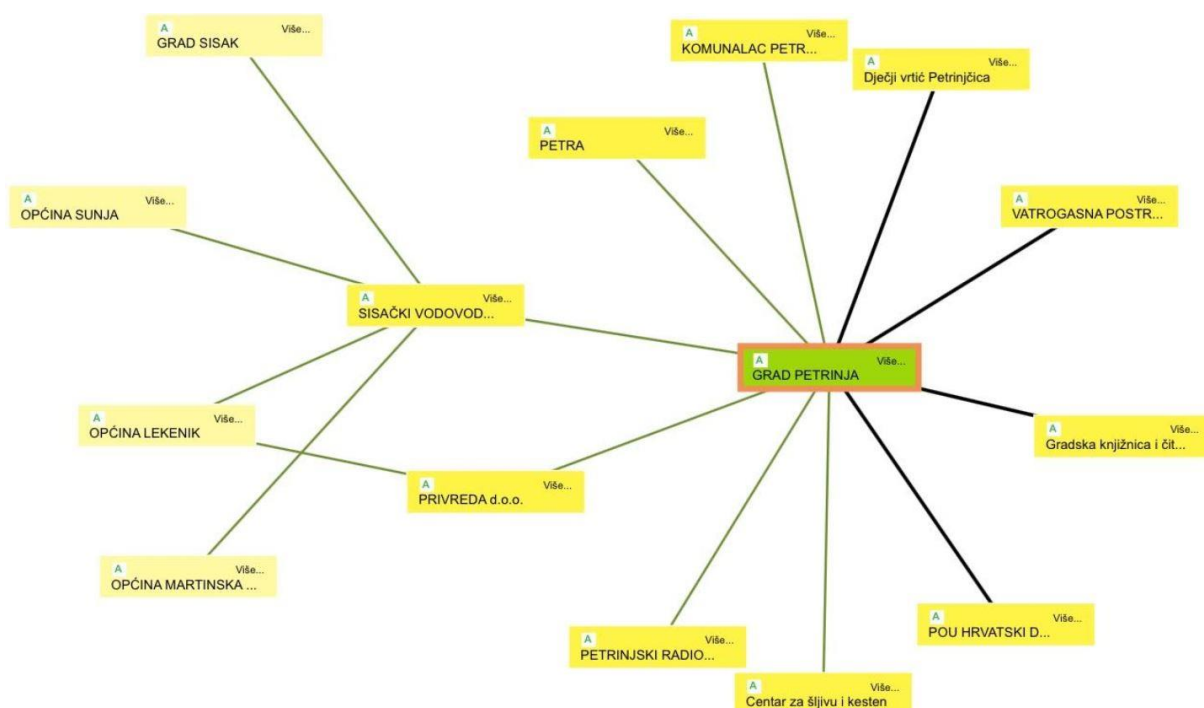 A Više...
GRAD SISAK
A Više...
KOMUNALAC PETR...
A Više...
Dječji vrtić Petrinjčica
A Više...
PETRA
A Više...
OPĆINA SUNJA
A Više...
VATROGASNA POSTR...
A Više...
SISAČKI VODOVOD...
A Više...
GRAD PETRINJA
A Više...
OPĆINA LEKENIK
A Više...
Gradska knjižnica i čit...
A Više...
PRIVREDA d.o.o.
A Više...
OPĆINA MARTINSKA ...
A Više...
POU HRVATSKI D...
A Više...
PETRINJSKI RADIO...
A Više...
Centar za šljivu i kesten